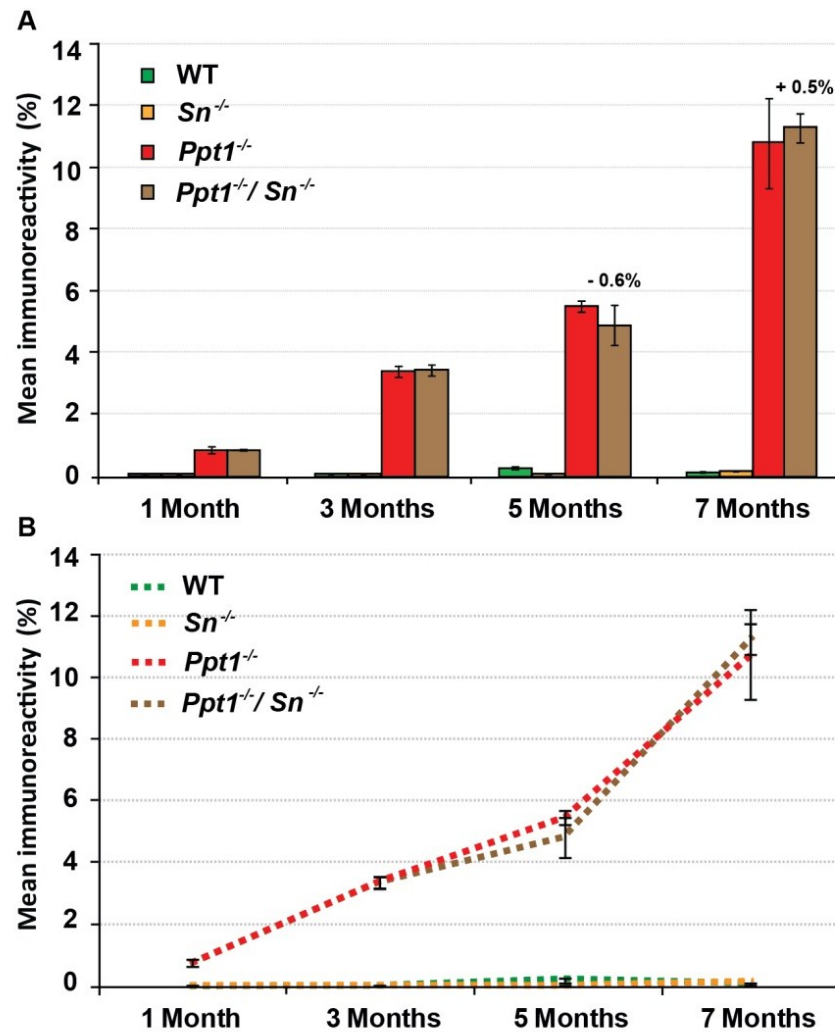 A
Mean immunoreactivity (%)
14
12
10
8
6
4
2
0
WT
Sn-/-
Ppt1-/-
Ppt1-/-/ Sn-/-
- 0.6%
+ 0.5%
1 Month
3 Months
5 Months
7 Months
B
Mean immunoreactivity (%)
14
12
10
8
6
4
2
0
WT
Sn-/-
Ppt1-/-
Ppt1-/-/ Sn -/-
1 Month
3 Months
5 Months
7 Months